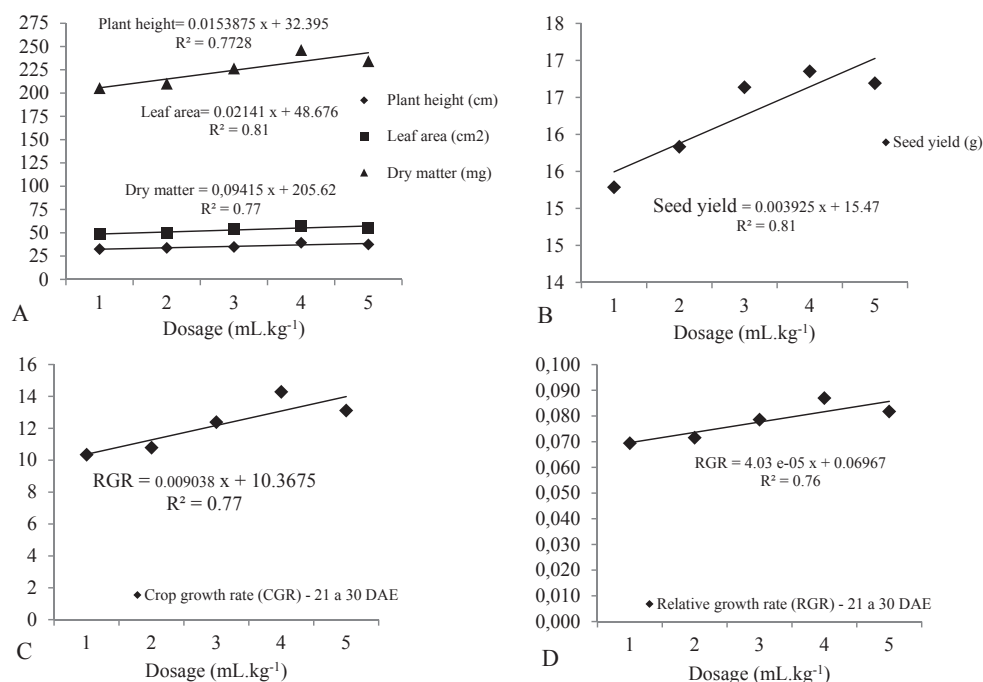 275
250
225
200
175
150
125
100
75
50
25
0
Plant height= 0.0153875 x + 32.395
R² = 0.7728
Leaf area= 0.02141 x + 48.676
R² = 0.81
Dry matter = 0,09415 x + 205.62
R² = 0.77
Plant height (cm)
Leaf area (cm2)
Dry matter (mg)
1 2 3 4 5
A
Dosage (mL.kg⁻¹)
18
17
17
16
16
15
15
14
Seed yield (g)
Seed yield = 0.003925 x + 15.47
R² = 0.81
1 2 3 4 5
B
Dosage (mL.kg⁻¹)
16
14
12
10
8
6
4
2
0
RGR = 0.009038 x + 10.3675
R² = 0.77
Crop growth rate (CGR) - 21 a 30 DAE
1 2 3 4 5
C
Dosage (mL.kg⁻¹)
0,100
0,090
0,080
0,070
0,060
0,050
0,040
0,030
0,020
0,010
0,000
RGR = 4.03 e-05 x + 0.06967
R² = 0.76
Relative growth rate (RGR) - 21 a 30 DAE
1 2 3 4 5
D
Dosage (mL.kg⁻¹)